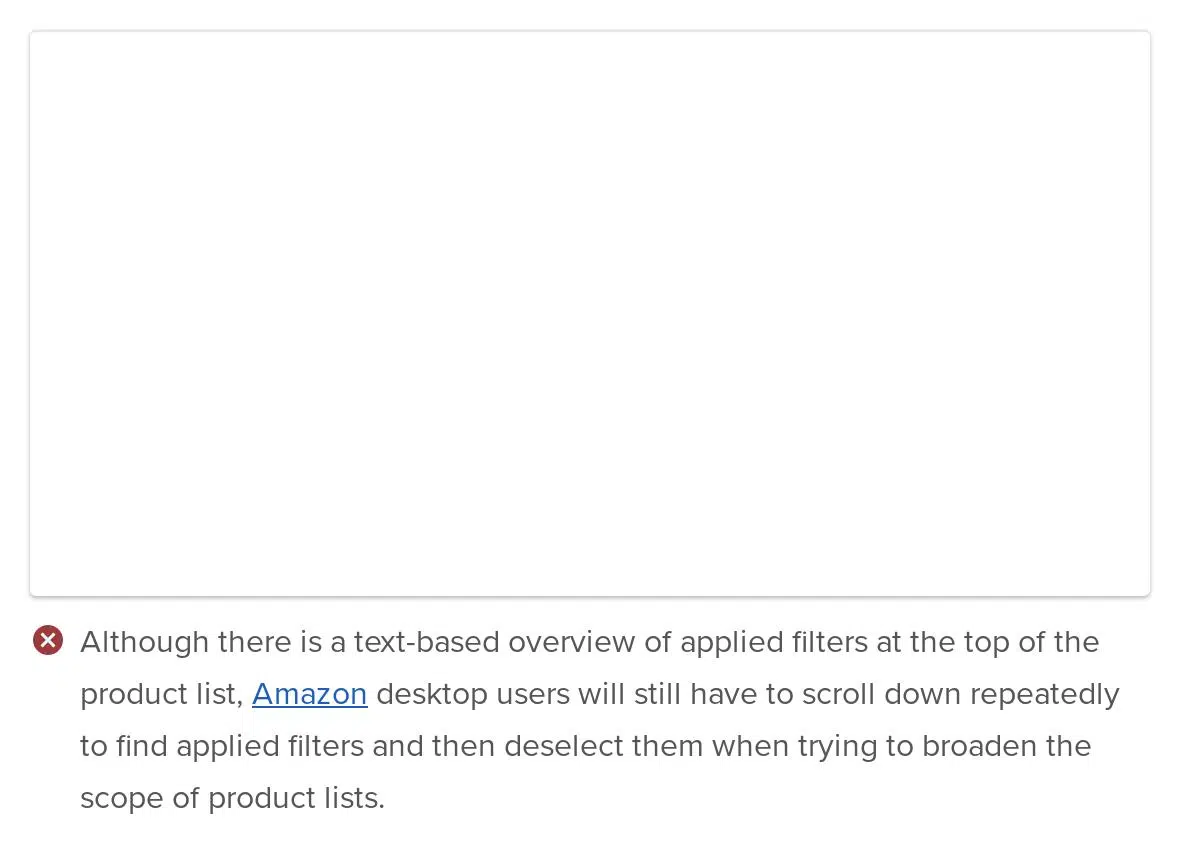 Although there is a text-based overview of applied filters at the top of the
product list, Amazon desktop users will still have to scroll down repeatedly
to find applied filters and then deselect them when trying to broaden the
scope of product lists.